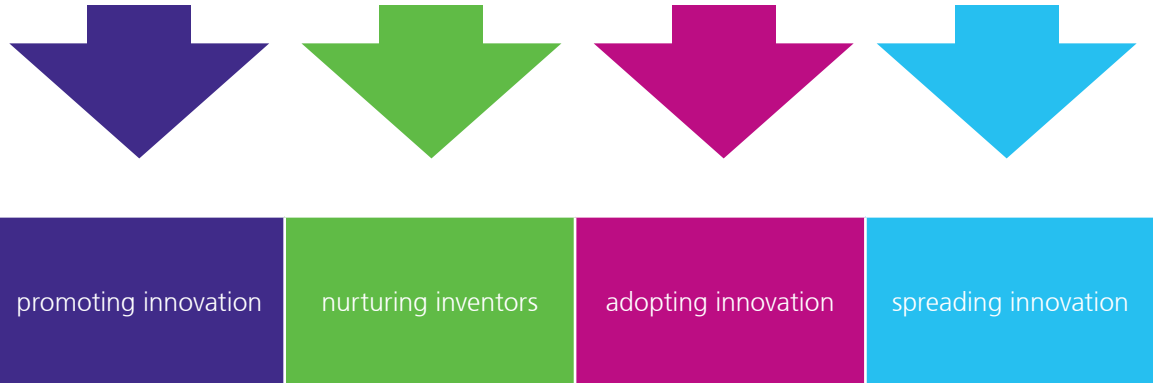 promoting innovation
nurturing inventors
adopting innovation
spreading innovation